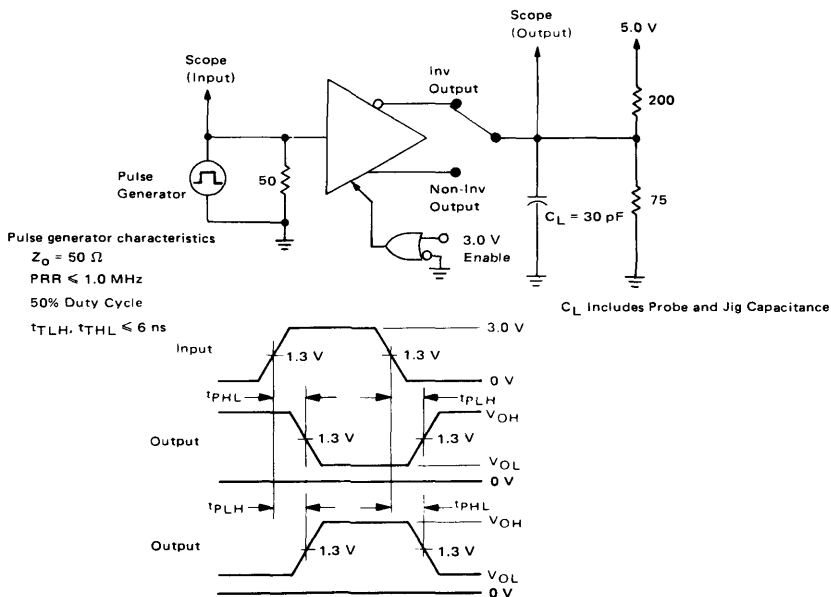 Scope
(Output)
5.0 V
Scope
(Input)
Inv
Output
200
Pulse
Generator
50
Non-Inv
Output
C_L = 30 pF
75
3.0 V
Enable
Pulse generator characteristics
Z_o = 50 Ω
PRR ≤ 1.0 MHz
50% Duty Cycle
t_TLH, t_THL ≤ 6 ns
C_L Includes Probe and Jig Capacitance
Input
3.0 V
1.3 V
1.3 V
0 V
t_PHL
t_PLH
Output
V_OH
1.3 V
1.3 V
V_OL
0 V
t_PLH
t_PHL
Output
V_OH
1.3 V
1.3 V
V_OL
0 V